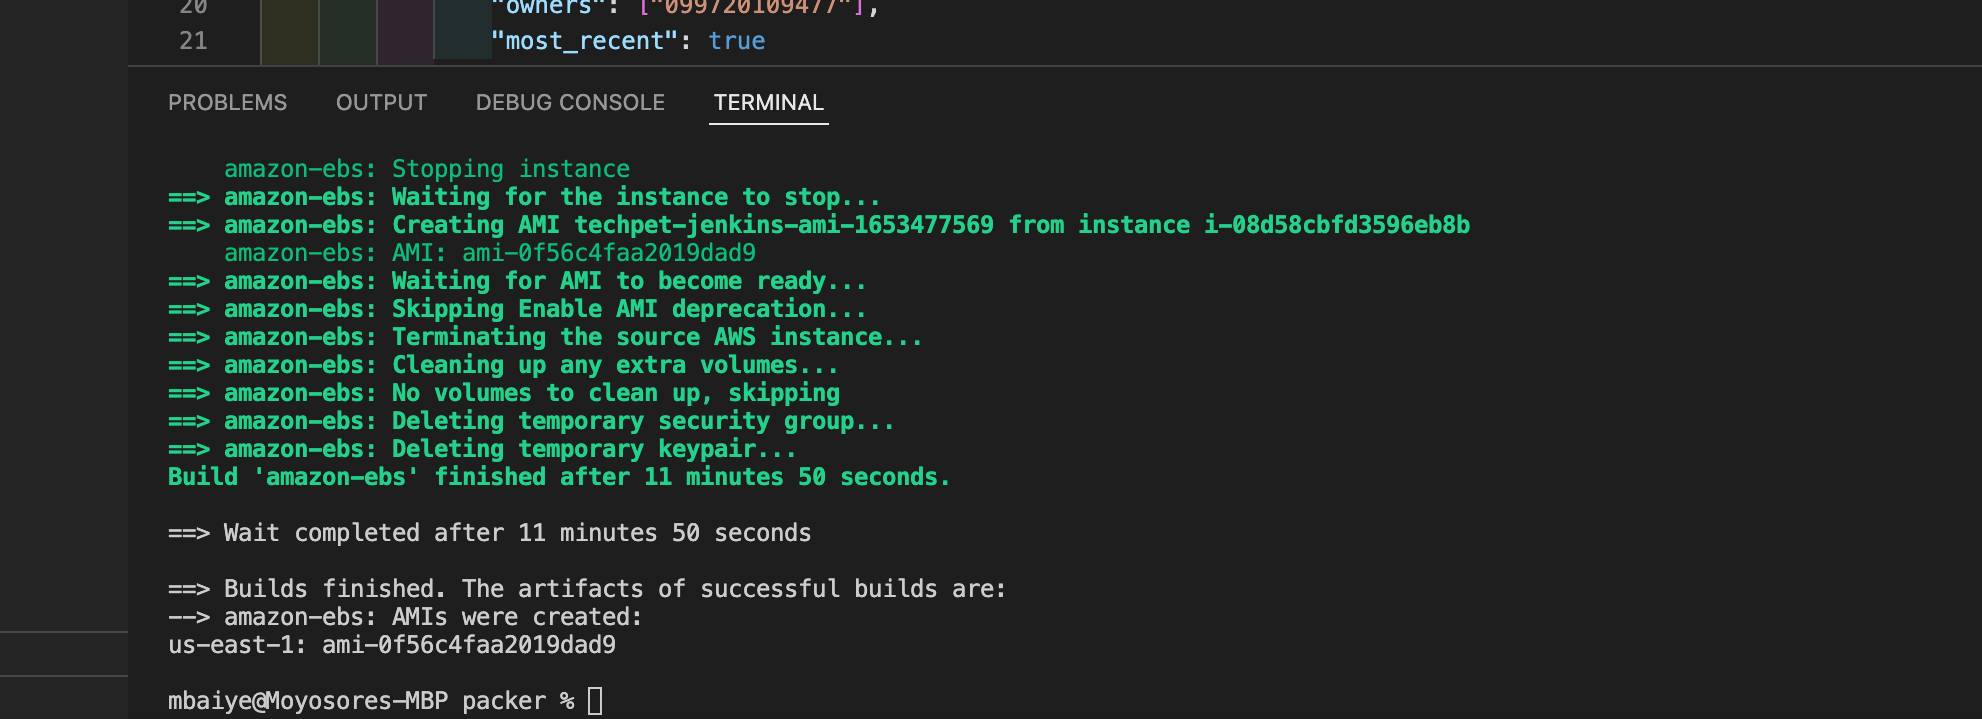 20 "owners": ["099720109477"],
21 "most_recent": true
PROBLEMS OUTPUT DEBUG CONSOLE TERMINAL
amazon-ebs: Stopping instance
==> amazon-ebs: Waiting for the instance to stop...
==> amazon-ebs: Creating AMI techpet-jenkins-ami-1653477569 from instance i-08d58cbfd3596eb8b
amazon-ebs: AMI: ami-0f56c4faa2019dad9
==> amazon-ebs: Waiting for AMI to become ready...
==> amazon-ebs: Skipping Enable AMI deprecation...
==> amazon-ebs: Terminating the source AWS instance...
==> amazon-ebs: Cleaning up any extra volumes...
==> amazon-ebs: No volumes to clean up, skipping
==> amazon-ebs: Deleting temporary security group...
==> amazon-ebs: Deleting temporary keypair...
Build 'amazon-ebs' finished after 11 minutes 50 seconds.
==> Wait completed after 11 minutes 50 seconds
==> Builds finished. The artifacts of successful builds are:
--> amazon-ebs: AMIs were created:
us-east-1: ami-0f56c4faa2019dad9
mbaiye@Moyosores-MBP packer %